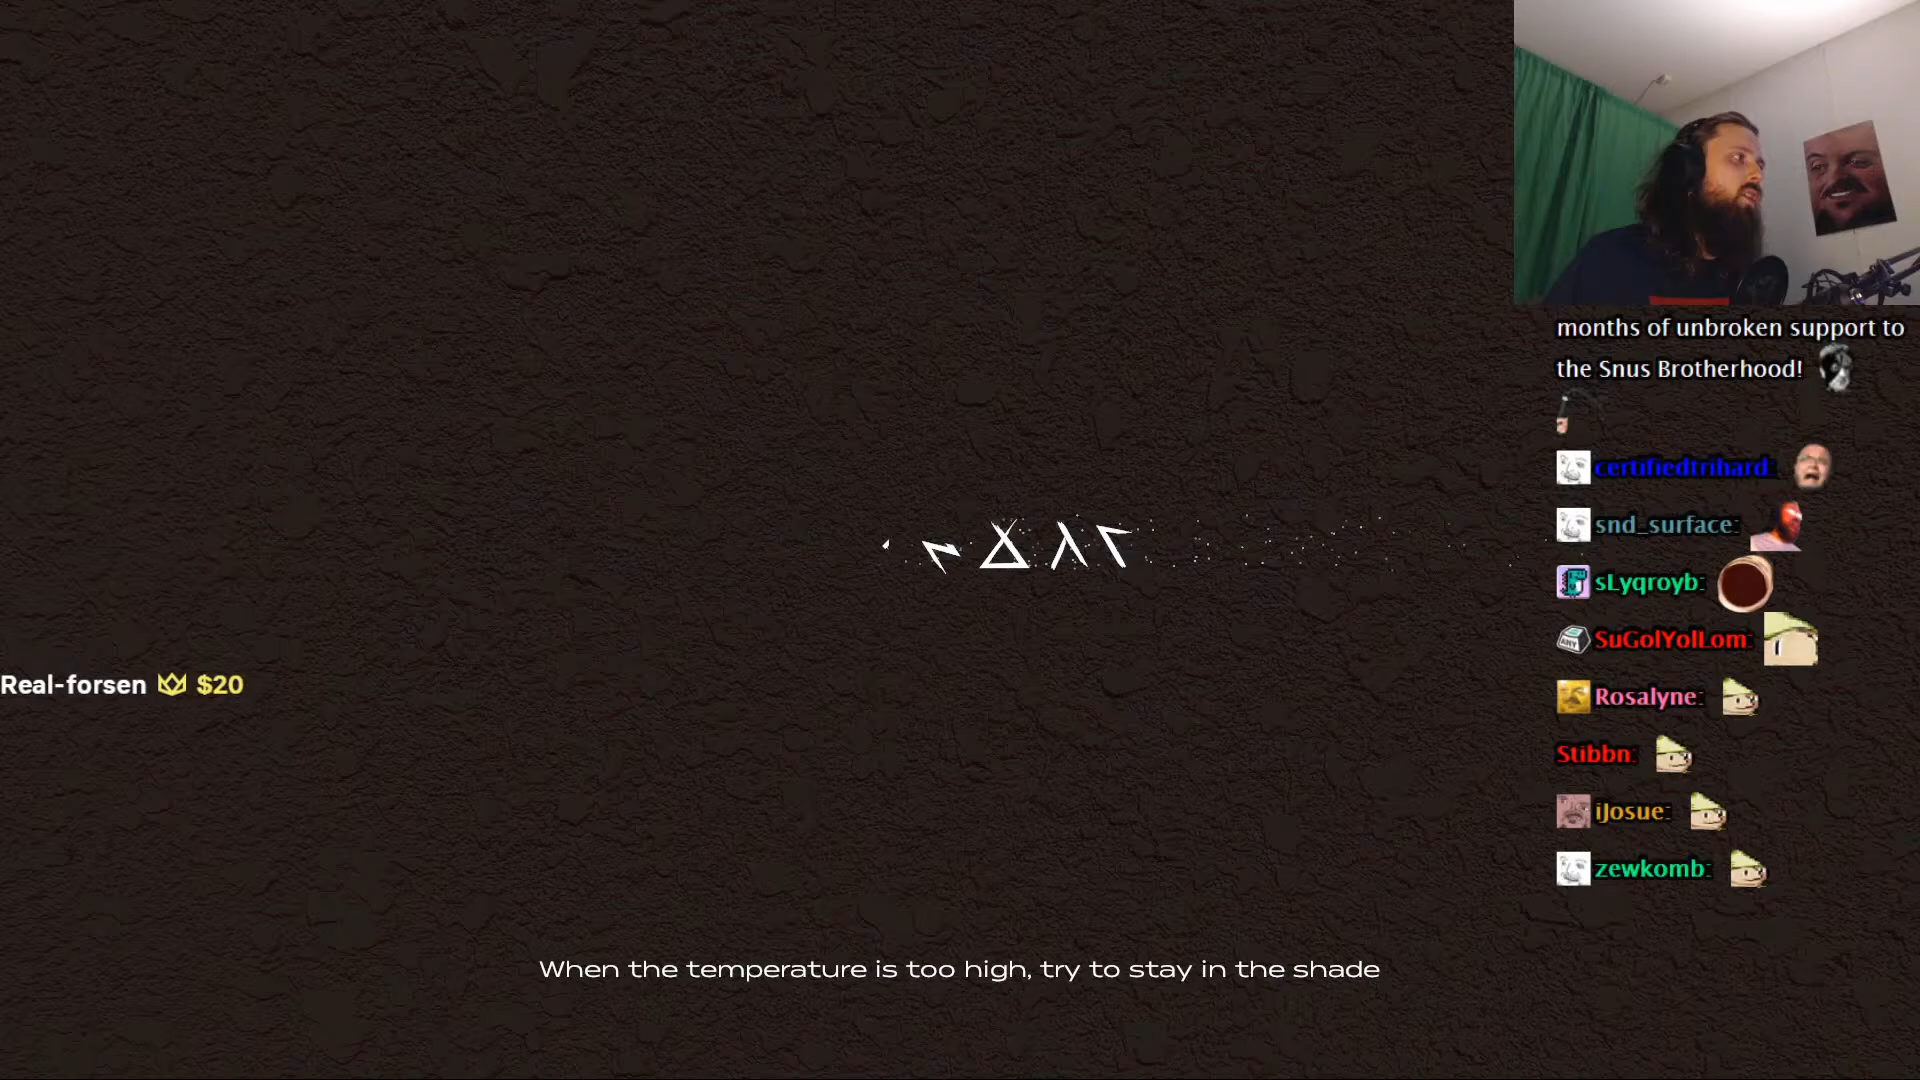 months of unbroken support to
the Snus Brotherhood!
certifiedtrihard:
snd_surface:
sLyqroyb:
SuGolYolLom:
Real-forsen $20
Rosalyne:
Stibbn:
iJosue:
zewkomb:
When the temperature is too high, try to stay in the shade